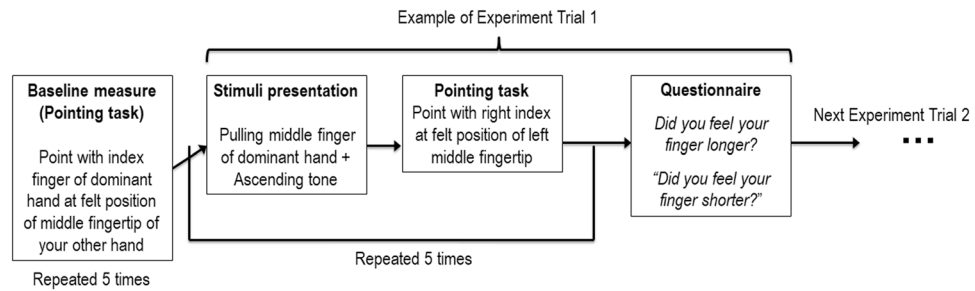 Example of Experiment Trial 1
Baseline measure
(Pointing task)
Point with index
finger of dominant
hand at felt position
of middle fingertip of
your other hand
Repeated 5 times
Stimuli presentation
Pulling middle finger
of dominant hand +
Ascending tone
Pointing task
Point with right index
at felt position of left
middle fingertip
Repeated 5 times
Questionnaire
Did you feel your
finger longer?
“Did you feel your
finger shorter?”
Next Experiment Trial 2
...